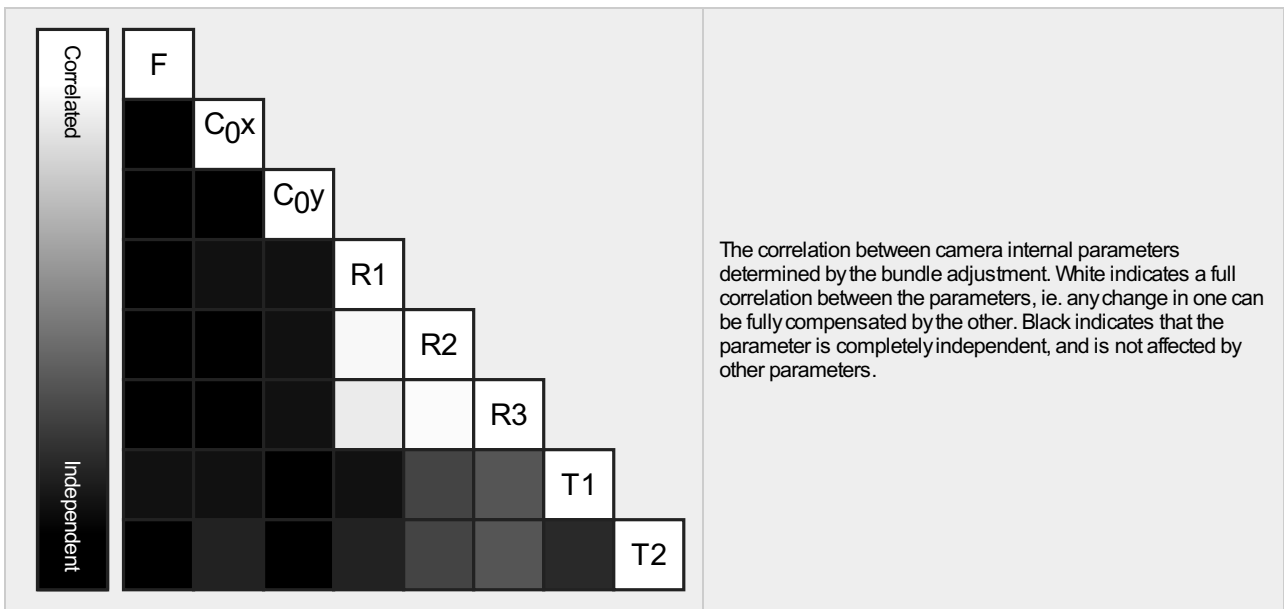 Correlated
Independent
F
C0x
C0y
R1
R2
R3
T1
T2
The correlation between camera internal parameters
determined by the bundle adjustment. White indicates a full
correlation between the parameters, ie. any change in one can
be fully compensated by the other. Black indicates that the
parameter is completely independent, and is not affected by
other parameters.